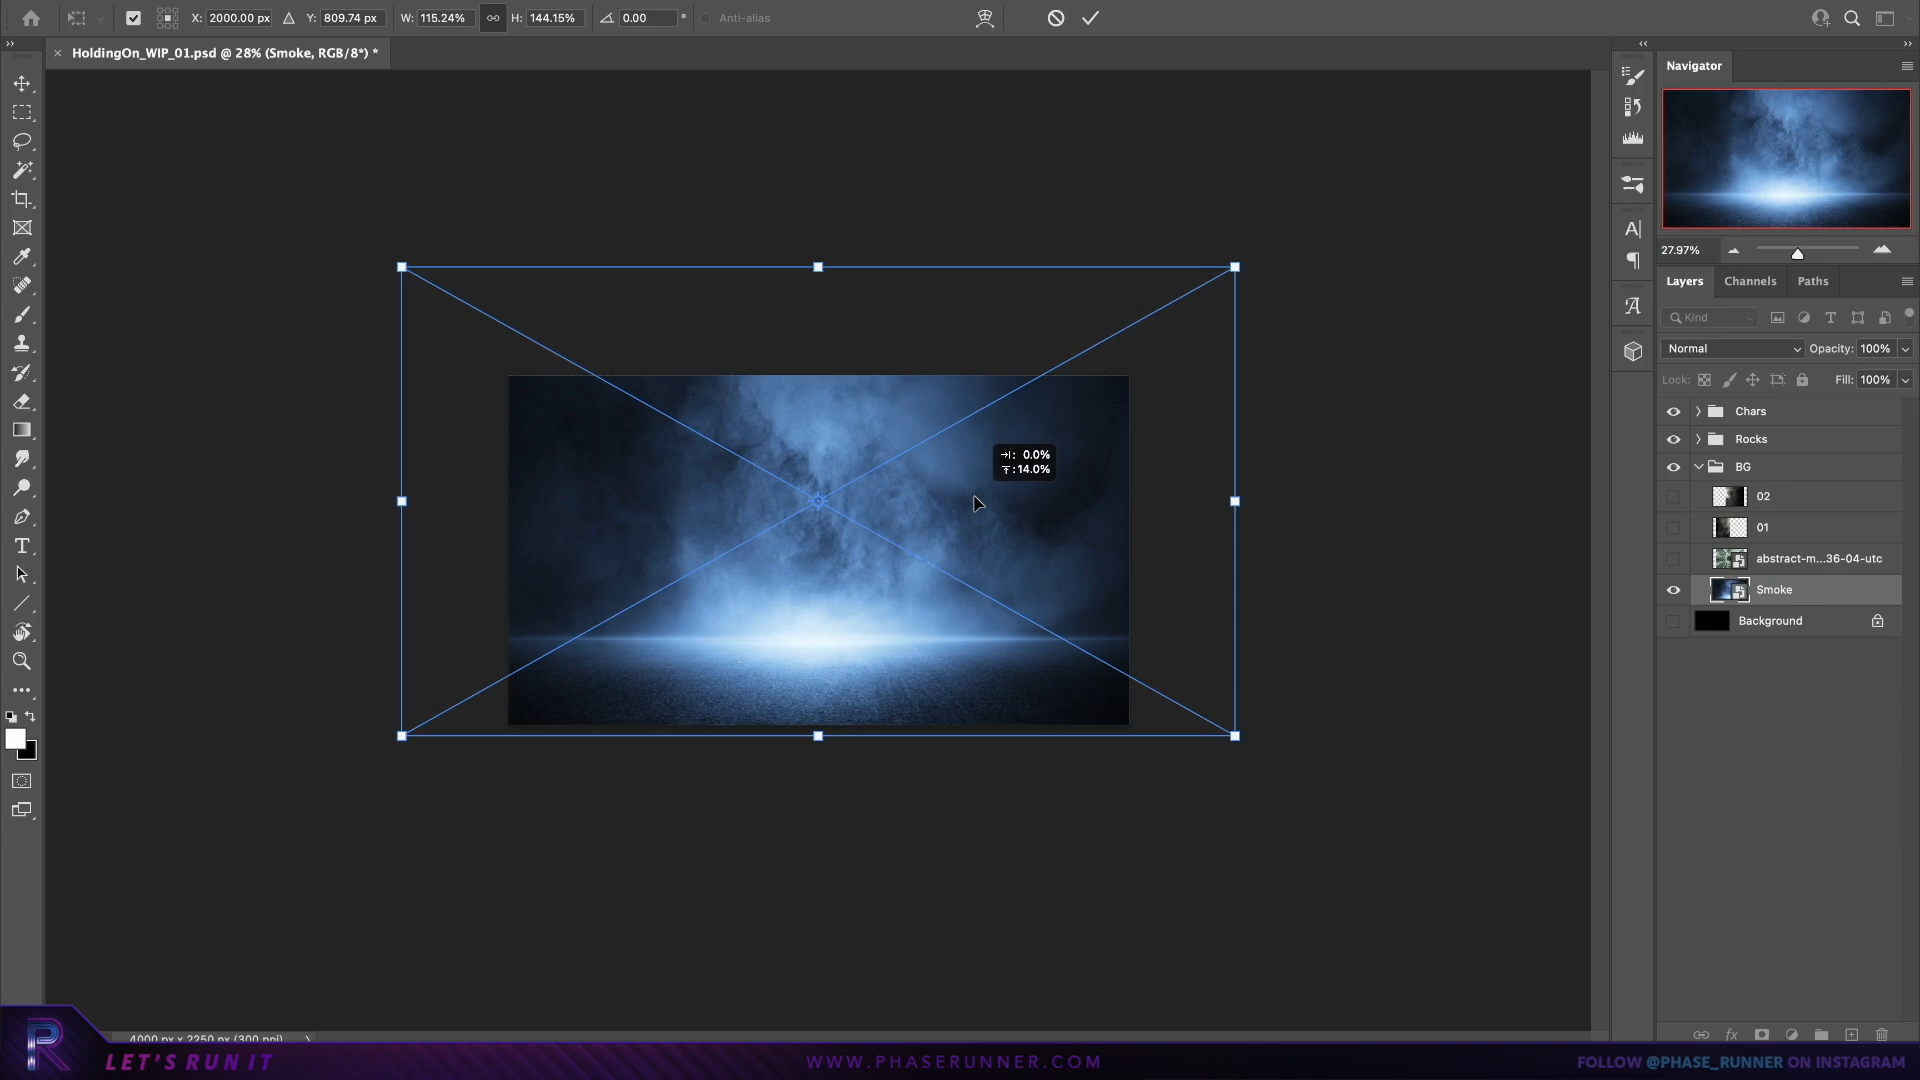 X: 2000.00 px Y: 809.74 px W: 115.24% H: 144.15% 0.00 ° Anti-alias
HoldingOn_WIP_01.psd @ 28% (Smoke, RGB/8*) *
Navigator
27.97%
Layers Channels Paths
Kind
Normal Opacity: 100%
Lock: Fill: 100%
Chars
Rocks
BG
02
01
abstract-m...36-04-utc
Smoke
Background
: 0.0%
:14.0%
4000 px x 2250 px (300 ppi)
R LET'S RUN IT WWW.PHASERUNNER.COM FOLLOW @PHASE_RUNNER ON INSTAGRAM